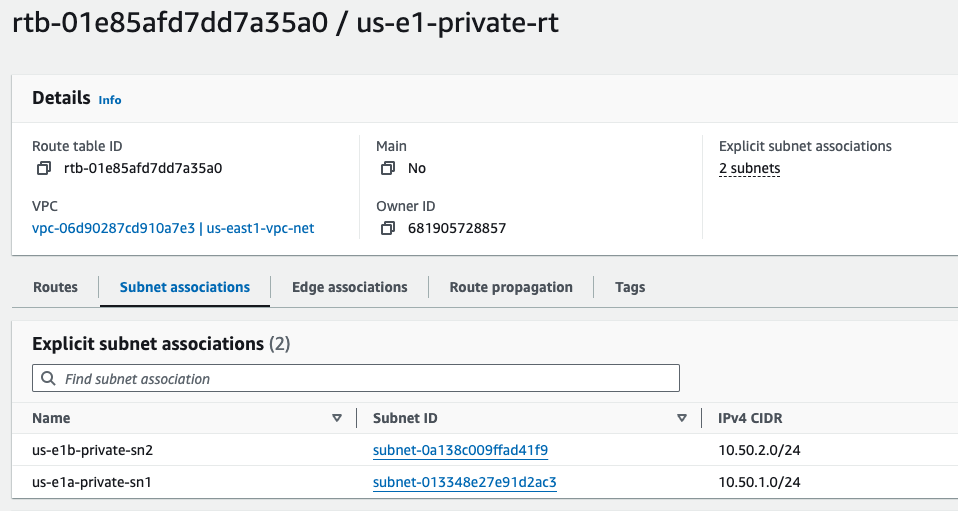 rtb-01e85afd7dd7a35a0 / us-e1-private-rt
Details Info
Route table ID
rtb-01e85afd7dd7a35a0
Main
No
Explicit subnet associations
2 subnets
VPC
vpc-06d90287cd910a7e3 | us-east1-vpc-net
Owner ID
681905728857
Routes Subnet associations Edge associations Route propagation Tags
Explicit subnet associations (2)
Find subnet association
Name Subnet ID IPv4 CIDR
us-e1b-private-sn2 subnet-0a138c009ffad41f9 10.50.2.0/24
us-e1a-private-sn1 subnet-013348e27e91d2ac3 10.50.1.0/24